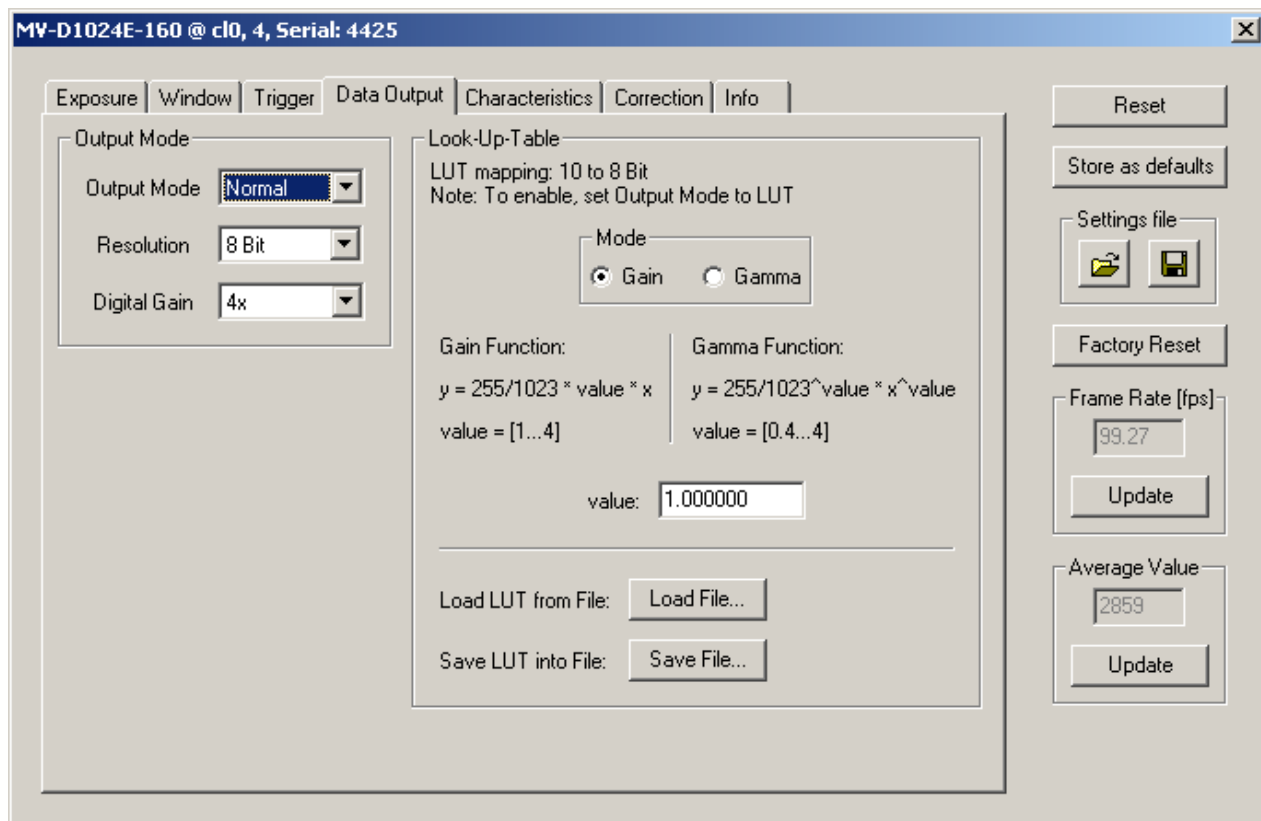 MV-D1024E-160 @ cl0, 4, Serial: 4425
Exposure Window Trigger Data Output Characteristics Correction Info
Output Mode
Output Mode Normal
Resolution 8 Bit
Digital Gain 4x
Look-Up-Table
LUT mapping: 10 to 8 Bit
Note: To enable, set Output Mode to LUT
Mode
Gain Gamma
Gain Function:
y = 255/1023 * value * x
value = [1...4]
Gamma Function:
y = 255/1023^value * x^value
value = [0.4...4]
value: 1.000000
Load LUT from File: Load File...
Save LUT into File: Save File...
Reset
Store as defaults
Settings file
Factory Reset
Frame Rate [fps]
99.27
Update
Average Value
2859
Update